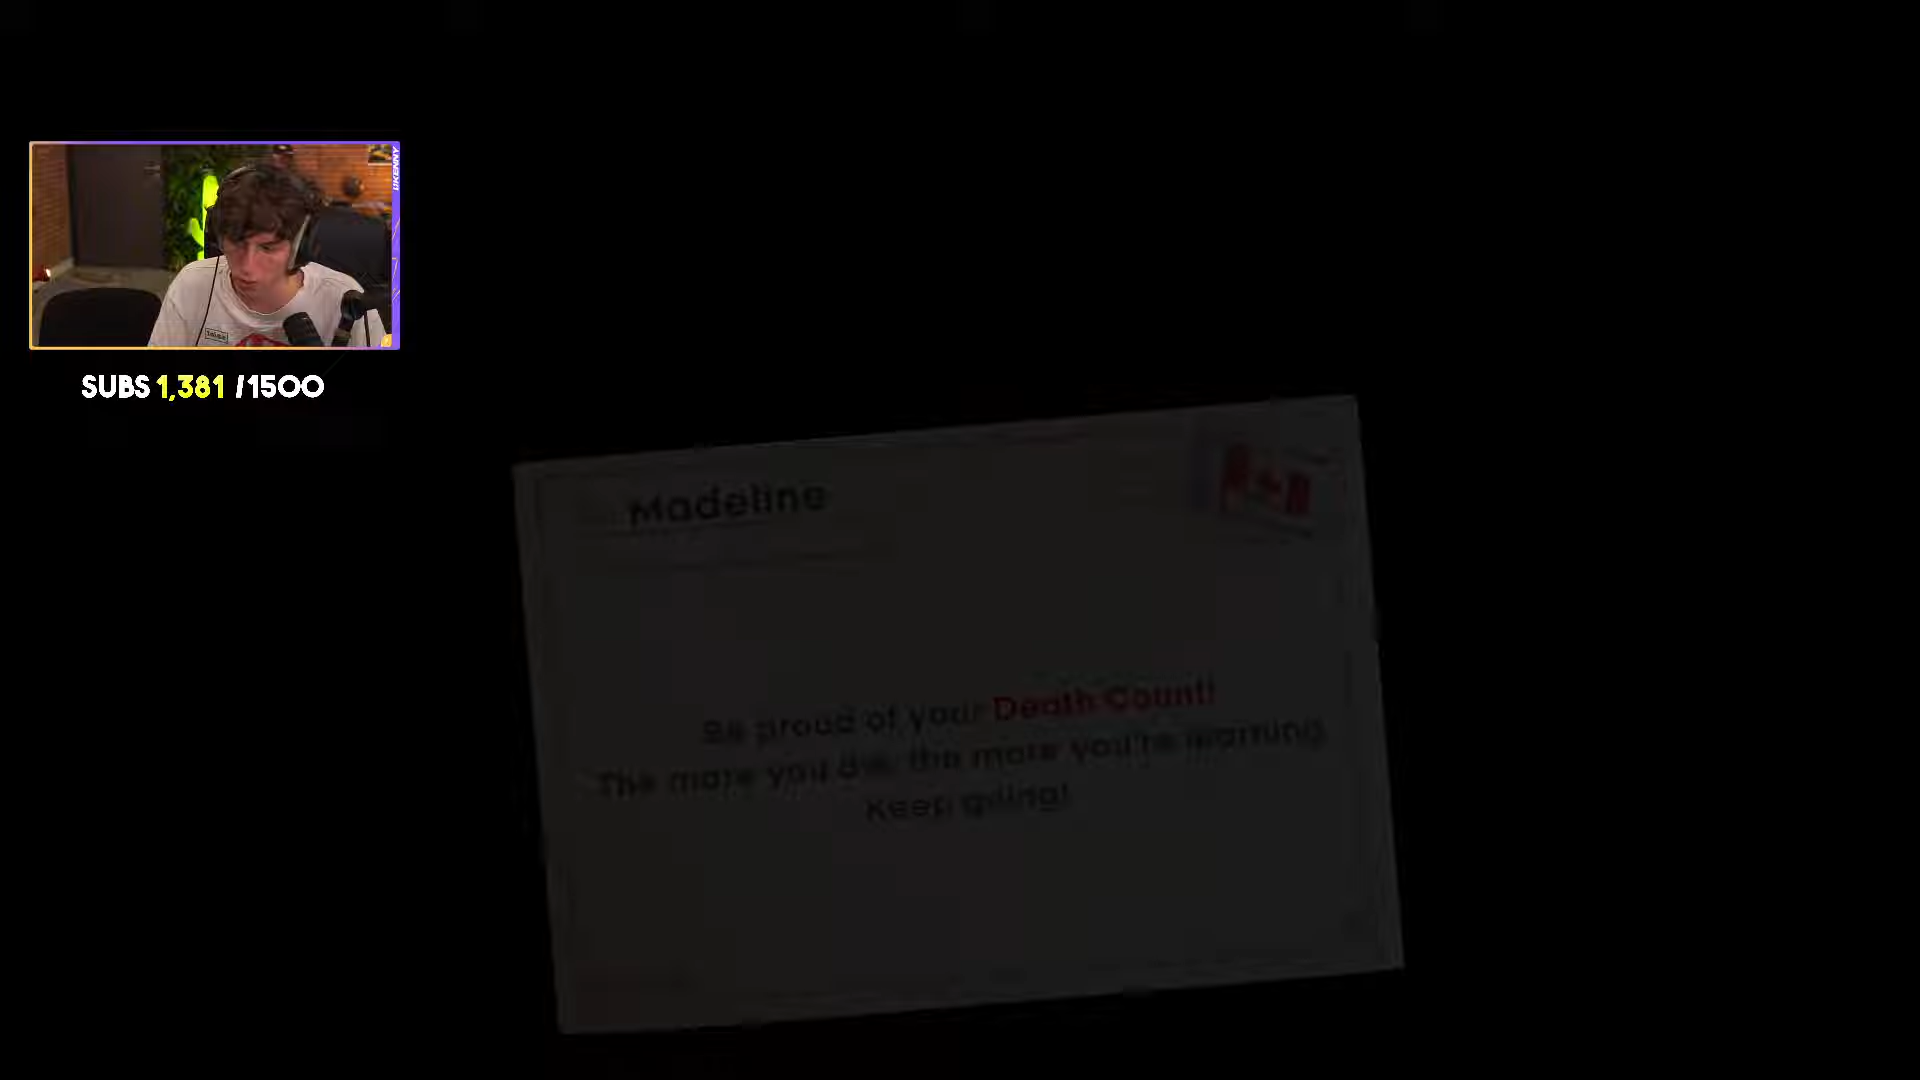 UKENNY
SUBS 1,381 /1500
Madeline
Be proud of your Death Count!
The more you die, the more you're learning.
Keep going!